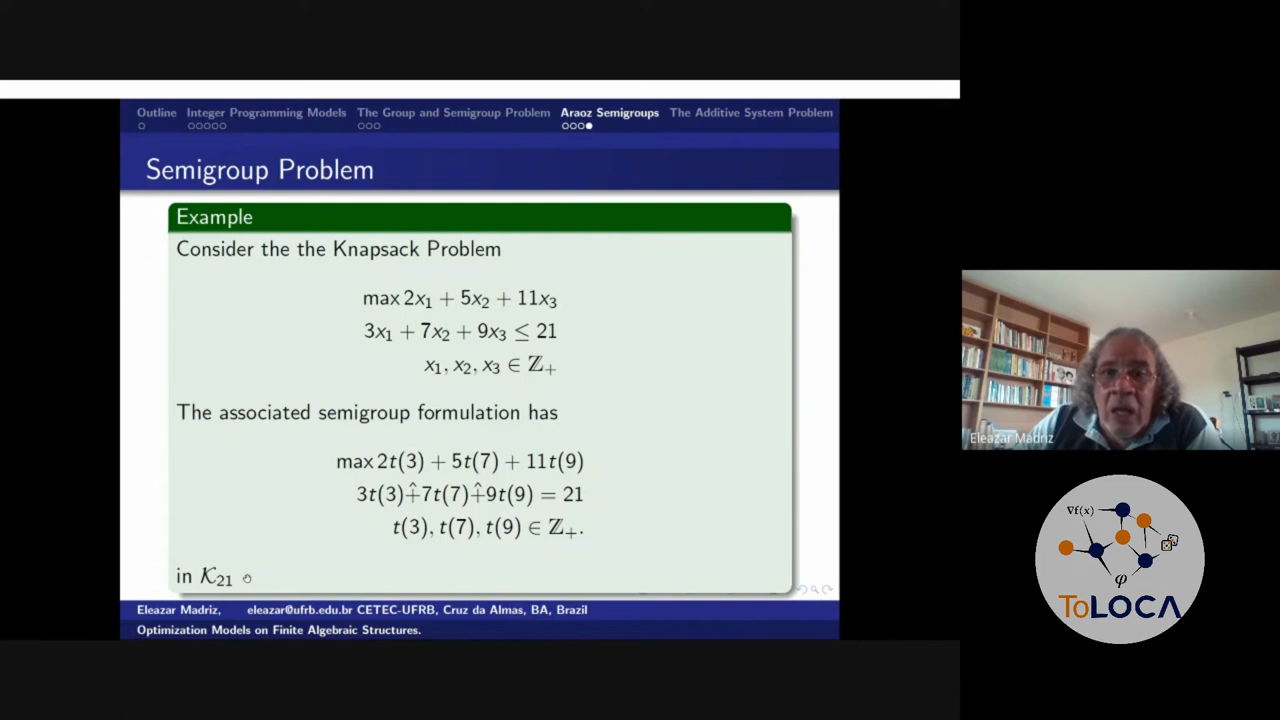 Outline Integer Programming Models The Group and Semigroup Problem Araoz Semigroups The Additive System Problem
Semigroup Problem
Example
Consider the the Knapsack Problem
max 2x₁ + 5x₂ + 11x₃
3x₁ + 7x₂ + 9x₃ ≤ 21
x₁, x₂, x₃ ∈ ℤ₊
The associated semigroup formulation has
max 2t(3) + 5t(7) + 11t(9)
3t(3)+̂7t(7)+̂9t(9) = 21
t(3), t(7), t(9) ∈ ℤ₊.
in 𝒦₂₁
Eleazar Madriz, eleazar@ufrb.edu.br CETEC-UFRB, Cruz da Almas, BA, Brazil
Optimization Models on Finite Algebraic Structures.
Eleazar Madriz
∇f(x)
φ
ToLOCA